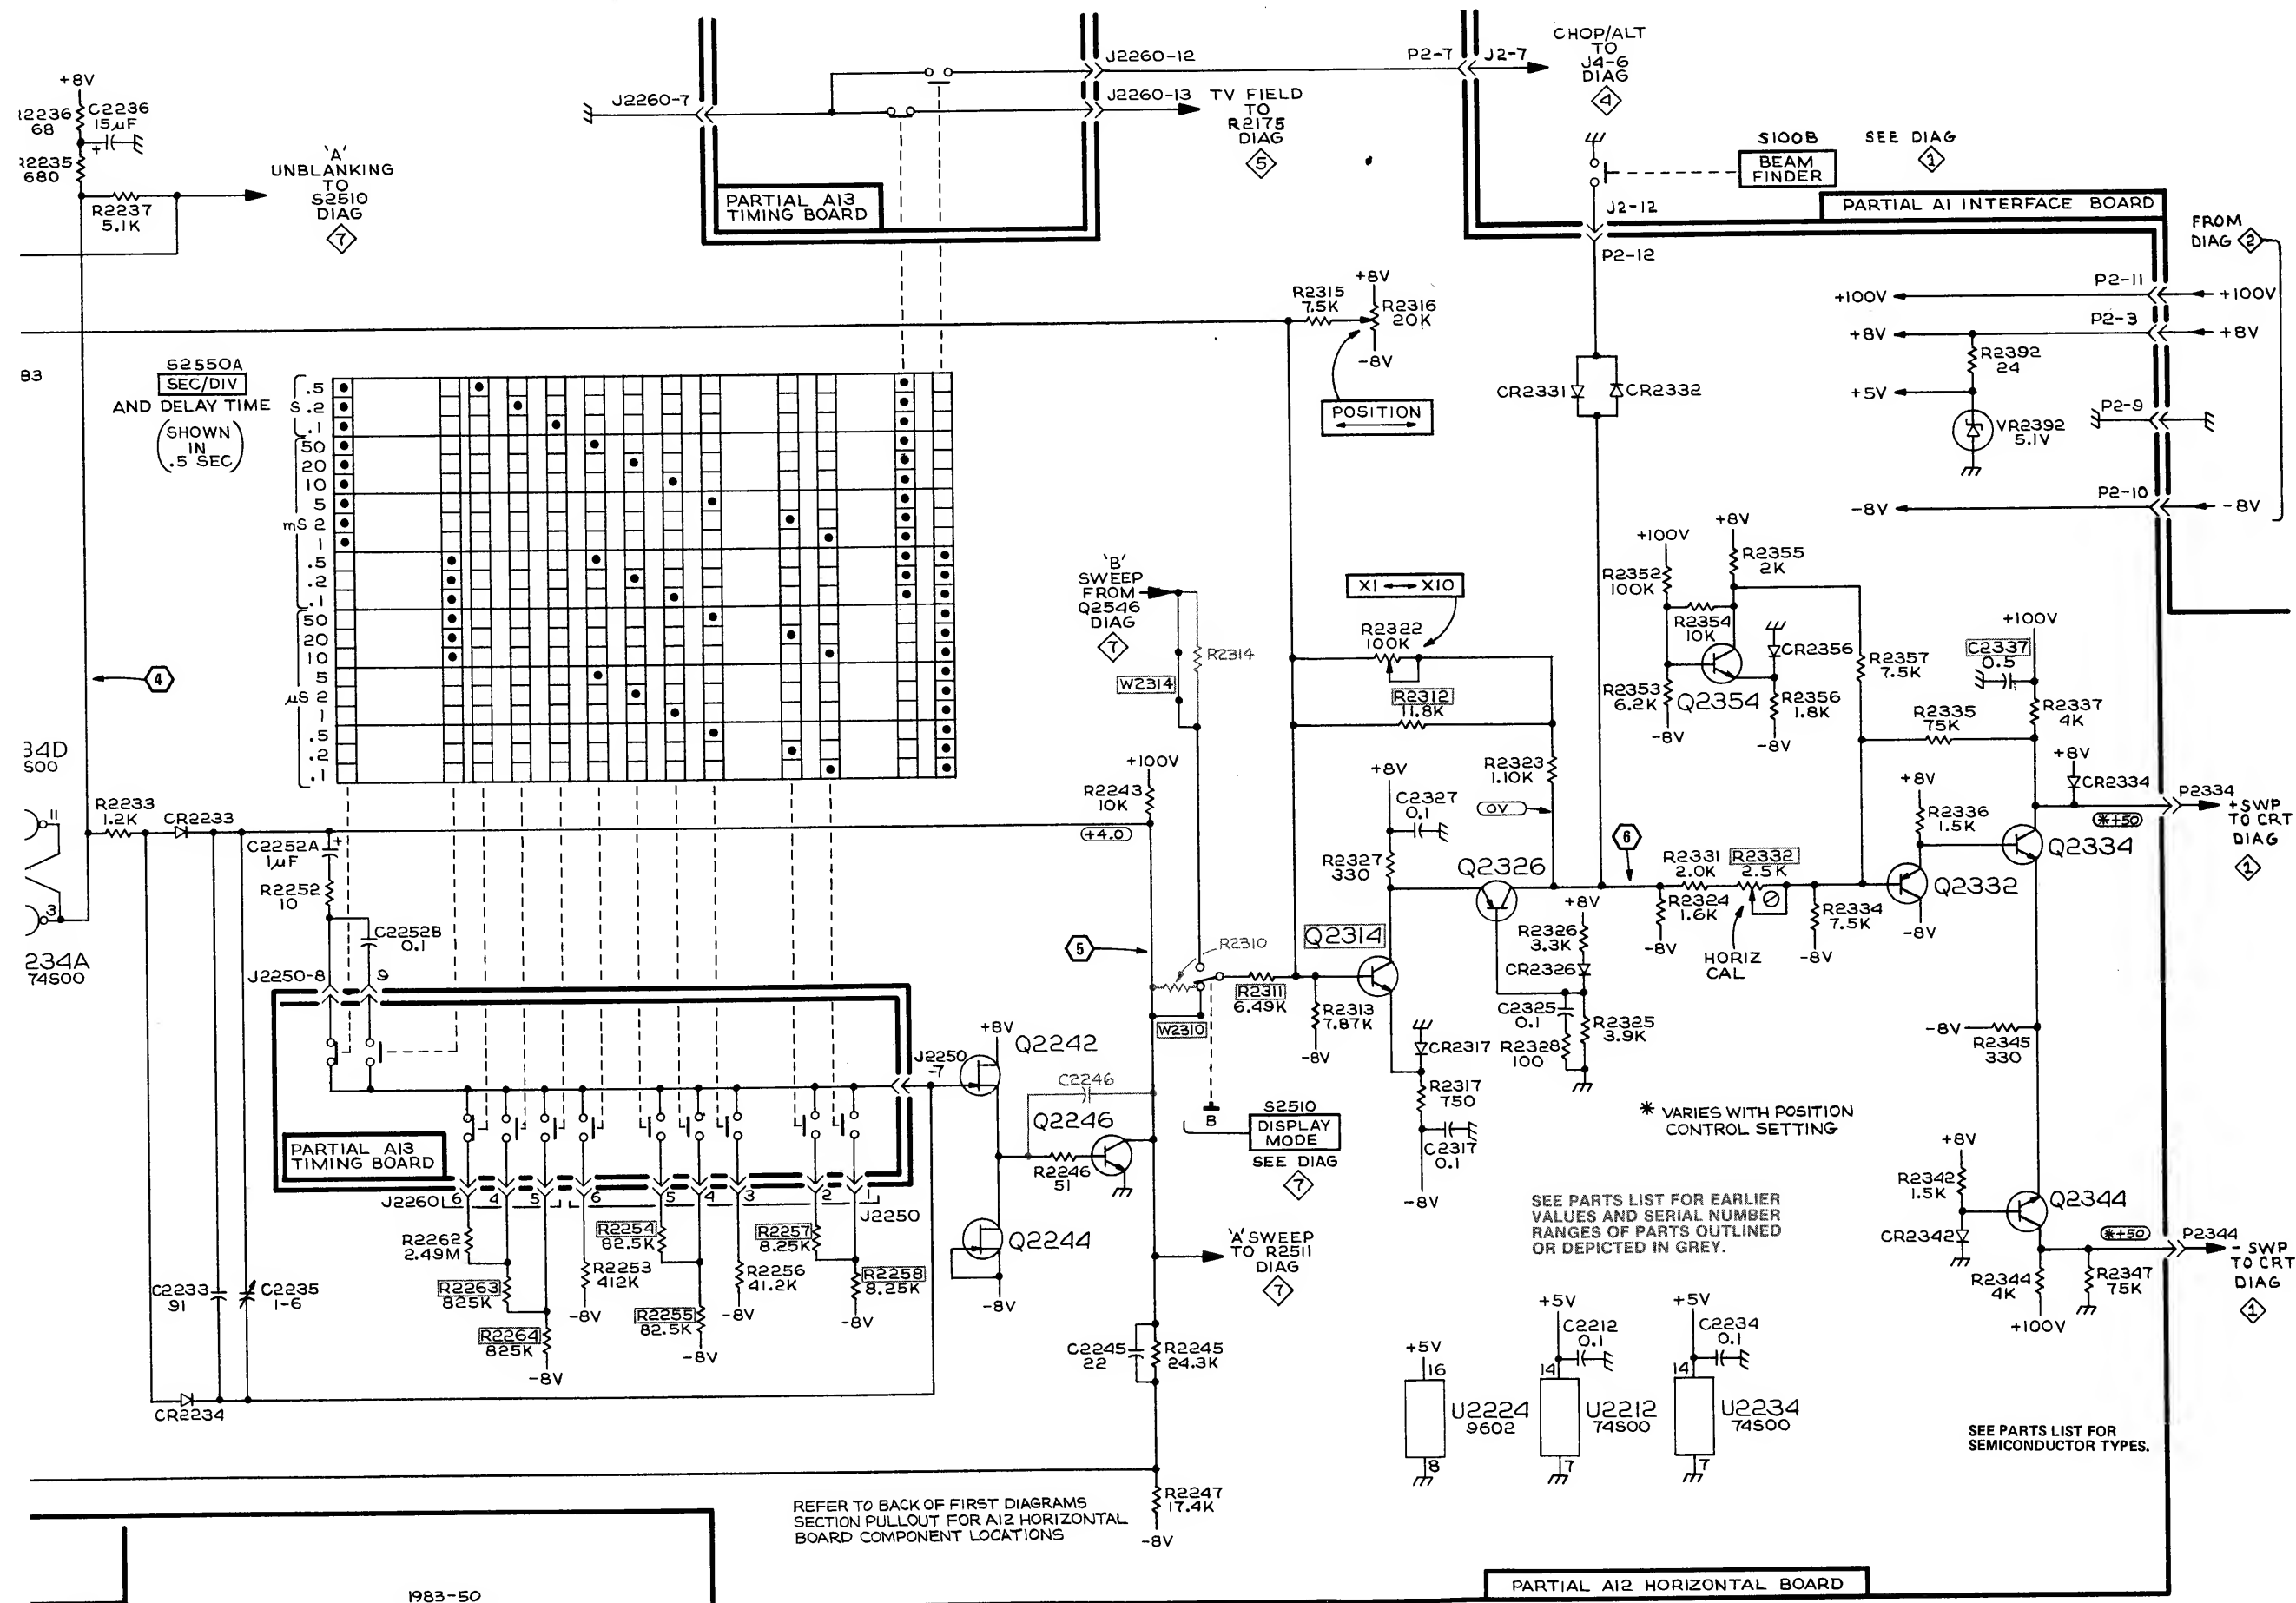 +8V
C2236
15µF
68
680
R2237
5.1K
'A'
UNBLANKING
TO
S2510
DIAG
7
J2260-7
PARTIAL A13
TIMING BOARD
J2260-12
J2260-13
TV FIELD
TO
R2175
DIAG
5
P2-7
J2-7
CHOP/ALT
TO
J4-6
DIAG
4
S100B
BEAM
FINDER
SEE DIAG
1
J2-12
P2-12
PARTIAL A1 INTERFACE BOARD
FROM
DIAG 2
P2-11
+100V
+100V
P2-3
+8V
+8V
R2392
24
+5V
VR2392
5.1V
P2-9
P2-10
-8V
-8V
R2315
7.5K
+8V
R2316
20K
-8V
POSITION
CR2331
CR2332
83
S2550A
SEC/DIV
AND DELAY TIME
(SHOWN
IN
.5 SEC)
S
.5
.2
.1
50
20
10
5
mS 2
1
.5
.2
.1
50
20
10
5
µS 2
1
.5
.2
.1
4
'B'
SWEEP
FROM
Q2546
DIAG
7
W2314
R2314
X1 X10
R2322
100K
R2312
11.8K
R2323
1.10K
0V
+100V
R2352
100K
+8V
R2355
2K
R2354
10K
CR2356
R2353
6.2K
-8V
Q2354
R2356
1.8K
-8V
R2357
7.5K
+100V
C2337
0.5
R2335
75K
R2337
4K
+8V
CR2334
P2334
+SWP
TO CRT
DIAG
1
*+50
+8V
R2336
1.5K
Q2334
Q2332
-8V
34D
S00
11
3
234A
74S00
R2233
1.2K
CR2233
C2252A
1µF
+
R2252
10
C2252B
0.1
J2250-8
9
+100V
R2243
10K
+4.0
5
R2310
W2310
R2311
6.49K
R2313
7.87K
-8V
+8V
C2327
0.1
R2327
330
Q2314
Q2326
6
R2331
2.0K
R2332
2.5K
R2324
1.6K
-8V
HORIZ
CAL
R2334
7.5K
-8V
+8V
R2326
3.3K
CR2326
C2325
0.1
R2328
100
R2325
3.9K
CR2317
R2317
750
C2317
0.1
-8V
-8V
R2345
330
* VARIES WITH POSITION
CONTROL SETTING
B
S2510
DISPLAY
MODE
SEE DIAG
7
PARTIAL A13
TIMING BOARD
J2250
-7
+8V
Q2242
C2246
Q2246
R2246
51
Q2244
-8V
J2260
6
4
5
6
5
4
3
2
1
J2250
R2262
2.49M
R2263
825K
R2264
825K
-8V
R2253
412K
-8V
R2254
82.5K
R2255
82.5K
-8V
R2256
41.2K
-8V
R2257
8.25K
R2258
8.25K
-8V
C2233
91
C2235
1-6
CR2234
'A' SWEEP
TO R2511
DIAG
7
C2245
22
R2245
24.3K
R2247
17.4K
-8V
SEE PARTS LIST FOR EARLIER
VALUES AND SERIAL NUMBER
RANGES OF PARTS OUTLINED
OR DEPICTED IN GREY.
+8V
R2342
1.5K
CR2342
Q2344
*+50
P2344
- SWP
TO CRT
DIAG
1
R2344
4K
+100V
R2347
75K
+5V
16
U2224
9602
8
+5V
C2212
0.1
14
U2212
74S00
7
+5V
C2234
0.1
14
U2234
74S00
7
SEE PARTS LIST FOR
SEMICONDUCTOR TYPES.
REFER TO BACK OF FIRST DIAGRAMS
SECTION PULLOUT FOR A12 HORIZONTAL
BOARD COMPONENT LOCATIONS
1983-50
PARTIAL A12 HORIZONTAL BOARD